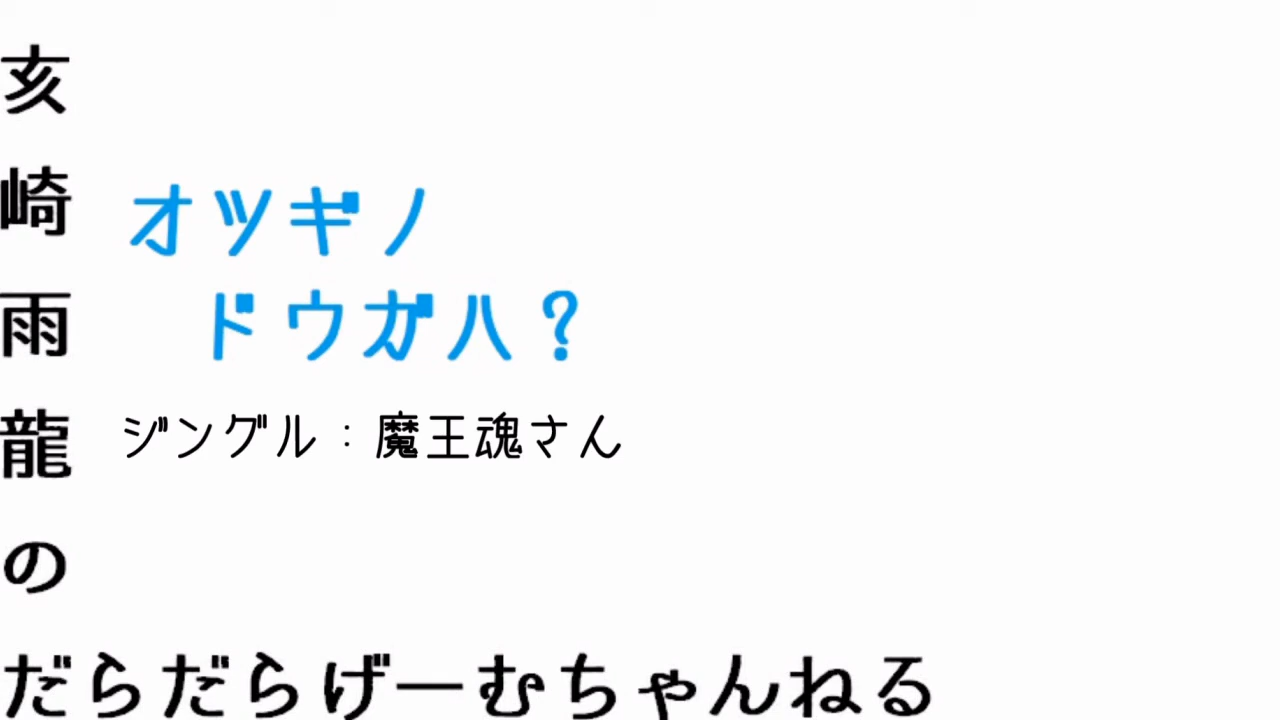 亥崎雨龍の
だらだらげーむちゃんねる
オツギノ
ドウガハ？
ジングル：魔王魂さん